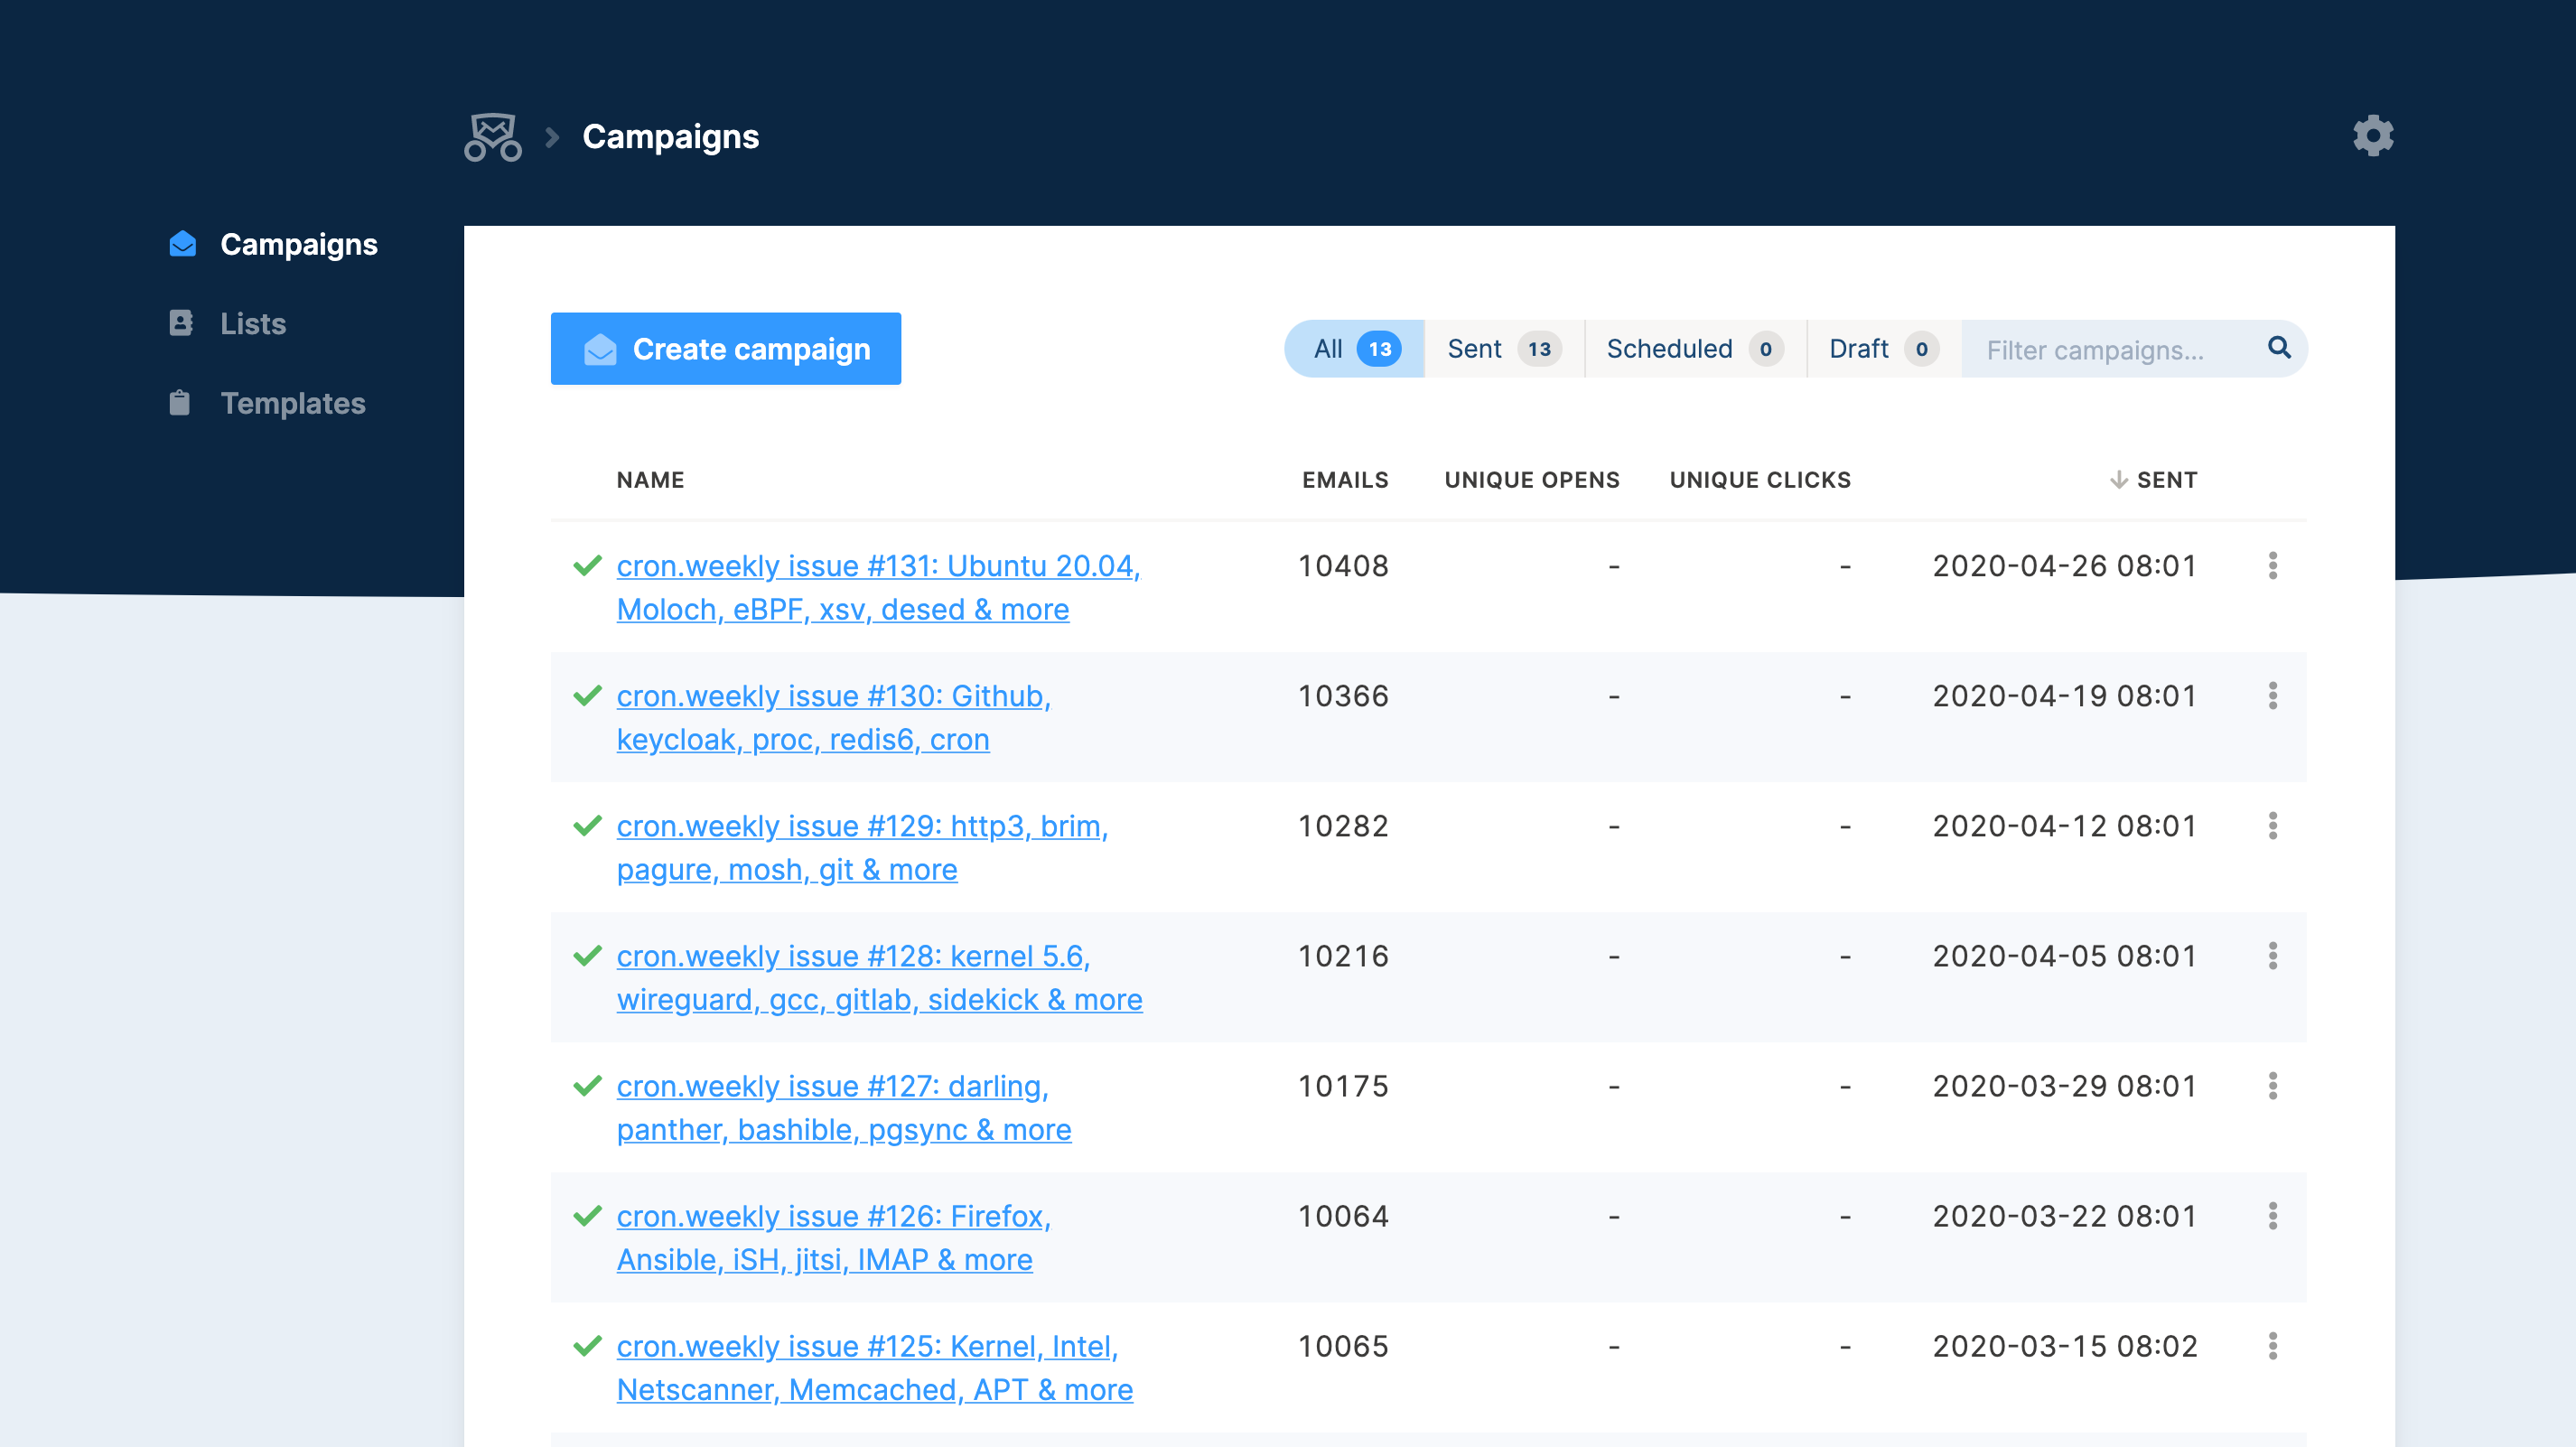 Campaigns
Campaigns
Lists
Templates
Create campaign
All 13 Sent 13 Scheduled 0 Draft 0 Filter campaigns...
NAME EMAILS UNIQUE OPENS UNIQUE CLICKS SENT
cron.weekly issue #131: Ubuntu 20.04, 10408 - - 2020-04-26 08:01
Moloch, eBPF, xsv, desed & more
cron.weekly issue #130: Github, 10366 - - 2020-04-19 08:01
keycloak, proc, redis6, cron
cron.weekly issue #129: http3, brim, 10282 - - 2020-04-12 08:01
pagure, mosh, git & more
cron.weekly issue #128: kernel 5.6, 10216 - - 2020-04-05 08:01
wireguard, gcc, gitlab, sidekick & more
cron.weekly issue #127: darling, 10175 - - 2020-03-29 08:01
panther, bashible, pgsync & more
cron.weekly issue #126: Firefox, 10064 - - 2020-03-22 08:01
Ansible, iSH, jitsi, IMAP & more
cron.weekly issue #125: Kernel, Intel, 10065 - - 2020-03-15 08:02
Netscanner, Memcached, APT & more